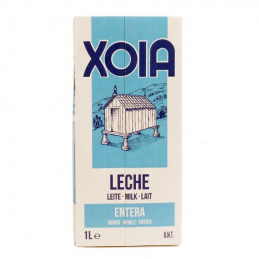 XOIA
LECHE
LEITE · MILK · LAIT
ENTERA
1L e
U.H.T.